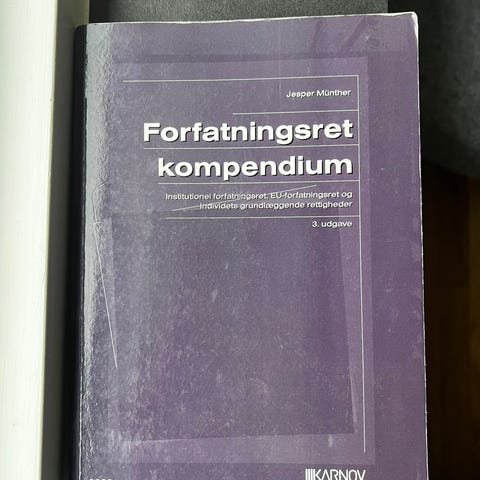 Jesper Münther
Forfatningsret
kompendium
Institutionel forfatningsret, EU-forfatningsret og
individets grundlæggende rettigheder
3. udgave
KARNOV